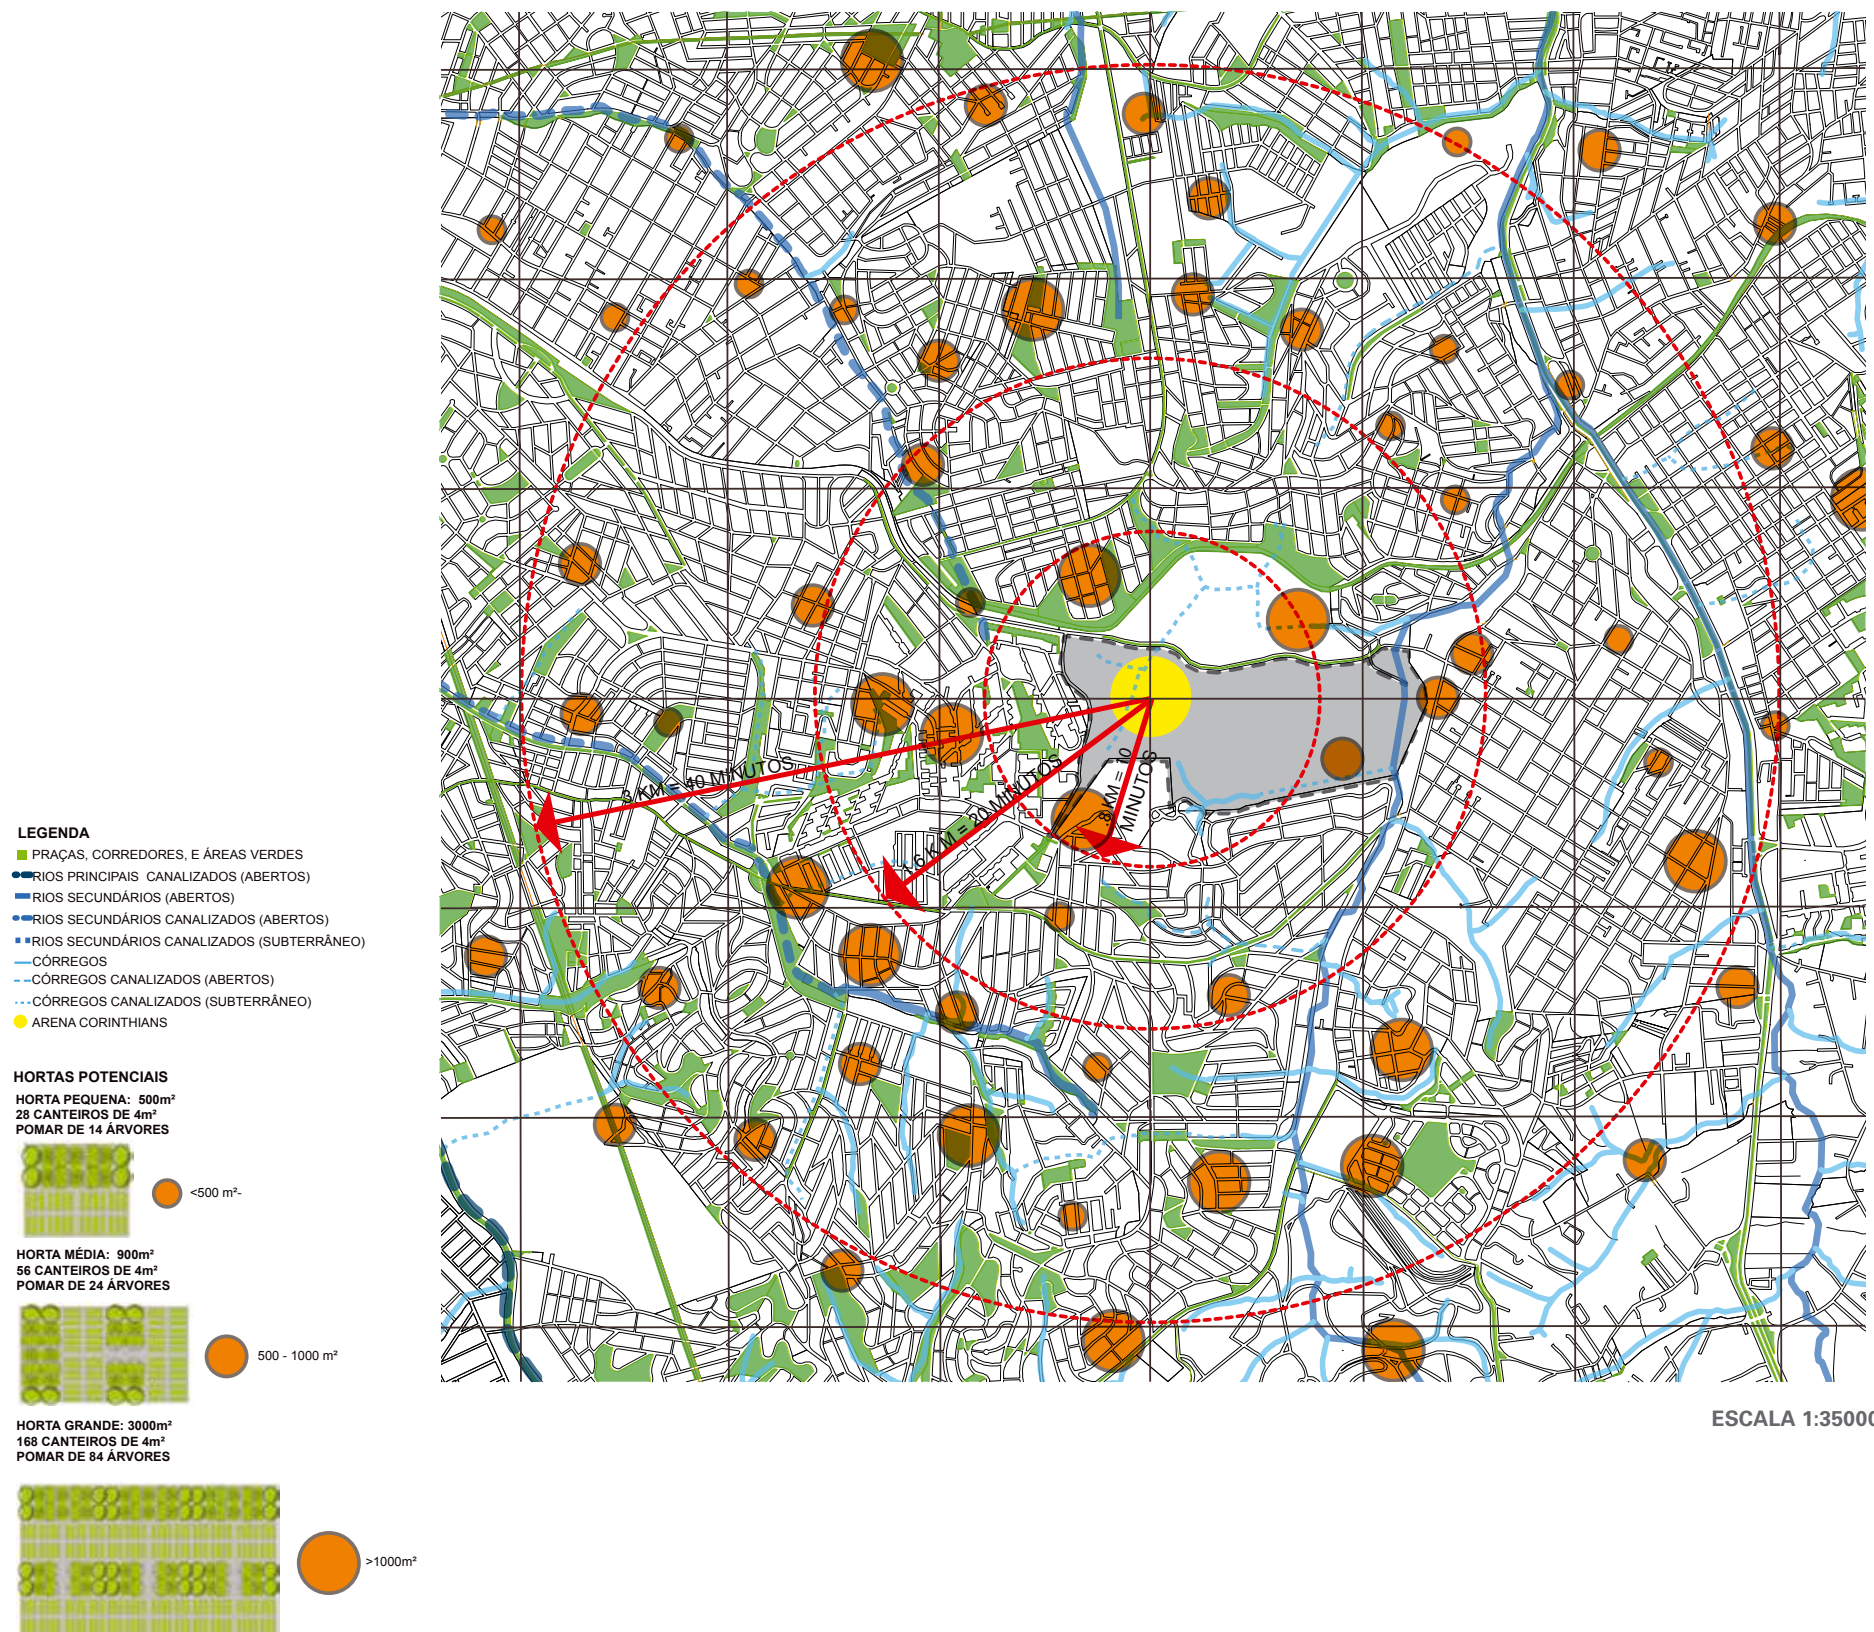 3 KM = 40 MINUTOS
.6 KM = 20 MINUTOS
.8 KM = 10
MINUTOS
LEGENDA
PRAÇAS, CORREDORES, E ÁREAS VERDES
RIOS PRINCIPAIS CANALIZADOS (ABERTOS)
RIOS SECUNDÁRIOS (ABERTOS)
RIOS SECUNDÁRIOS CANALIZADOS (ABERTOS)
RIOS SECUNDÁRIOS CANALIZADOS (SUBTERRÂNEO)
CÓRREGOS
CÓRREGOS CANALIZADOS (ABERTOS)
CÓRREGOS CANALIZADOS (SUBTERRÂNEO)
ARENA CORINTHIANS
HORTAS POTENCIAIS
HORTA PEQUENA: 500m²
28 CANTEIROS DE 4m²
POMAR DE 14 ÁRVORES
<500 m²-
HORTA MÉDIA: 900m²
56 CANTEIROS DE 4m²
POMAR DE 24 ÁRVORES
500 - 1000 m²
HORTA GRANDE: 3000m²
168 CANTEIROS DE 4m²
POMAR DE 84 ÁRVORES
>1000m²
ESCALA 1:35000